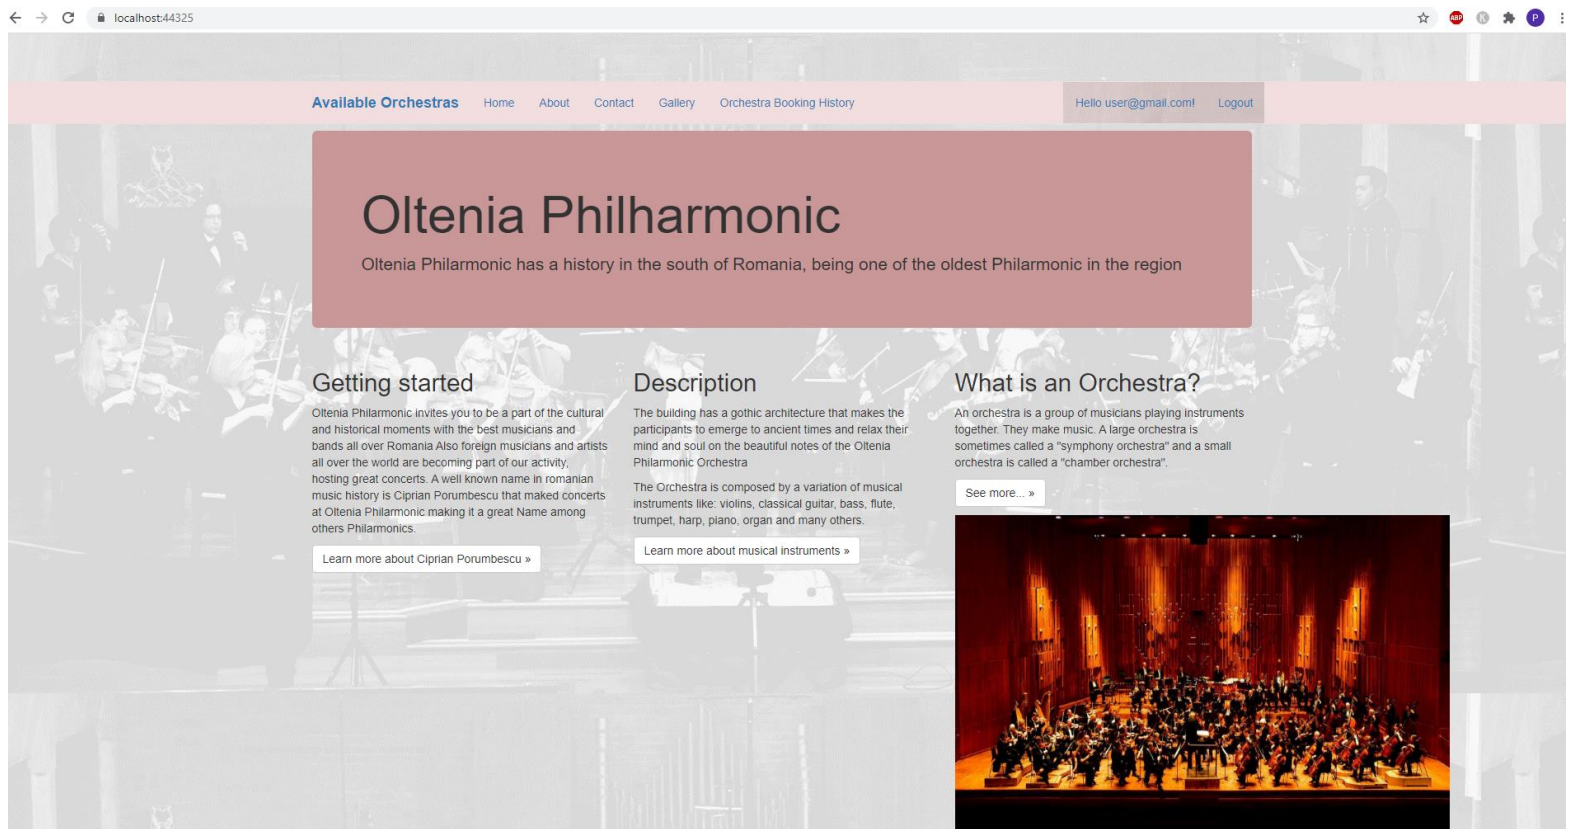 localhost:44325
ABP
K
P
Available Orchestras Home About Contact Gallery Orchestra Booking History Hello user@gmail.com! Logout
Oltenia Philharmonic
Oltenia Philarmonic has a history in the south of Romania, being one of the oldest Philarmonic in the region
Getting started
Oltenia Philarmonic invites you to be a part of the cultural
and historical moments with the best musicians and
bands all over Romania Also foreign musicians and artists
all over the world are becoming part of our activity,
hosting great concerts. A well known name in romanian
music history is Ciprian Porumbescu that maked concerts
at Oltenia Philarmonic making it a great Name among
others Philarmonics.
Learn more about Ciprian Porumbescu »
Description
The building has a gothic architecture that makes the
participants to emerge to ancient times and relax their
mind and soul on the beautiful notes of the Oltenia
Philarmonic Orchestra
The Orchestra is composed by a variation of musical
instruments like: violins, classical guitar, bass, flute,
trumpet, harp, piano, organ and many others.
Learn more about musical instruments »
What is an Orchestra?
An orchestra is a group of musicians playing instruments
together. They make music. A large orchestra is
sometimes called a "symphony orchestra" and a small
orchestra is called a "chamber orchestra".
See more... »